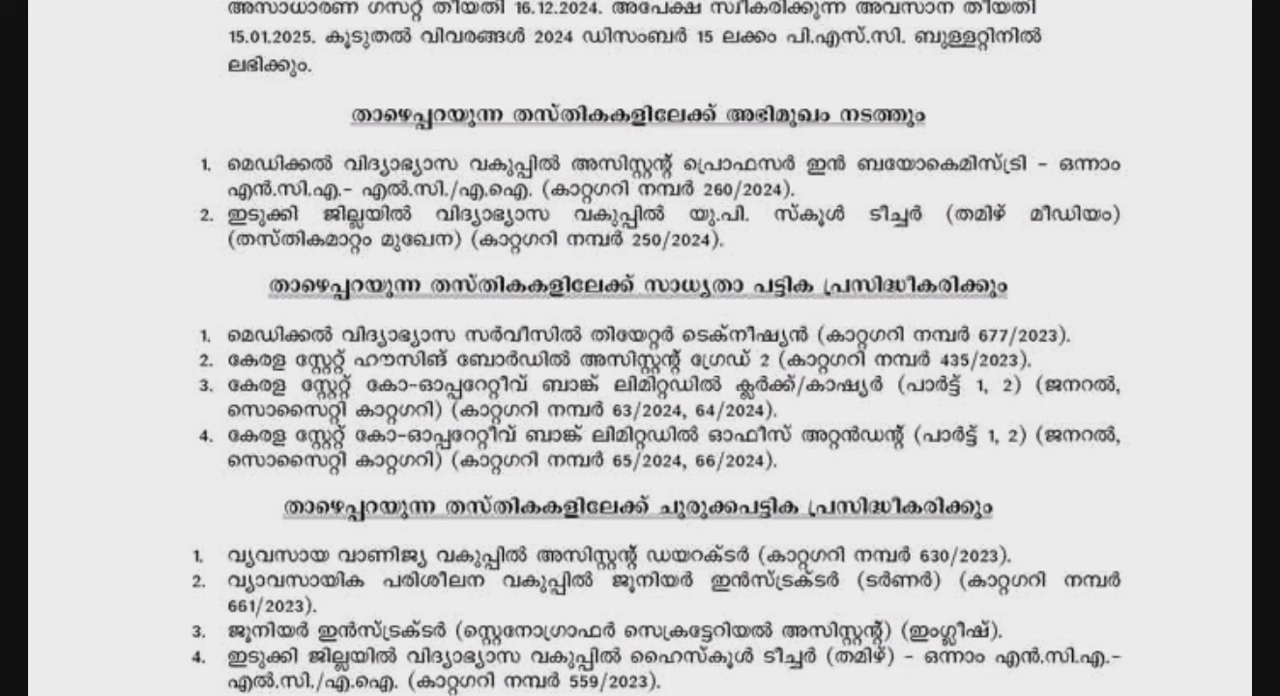 അസാധാരണ ഗസറ്റ് തീയതി 16.12.2024. അപേക്ഷ സ്വീകരിക്കുന്ന അവസാന തീയതി
15.01.2025. കൂടുതൽ വിവരങ്ങൾ 2024 ഡിസംബർ 15 ലക്കം പി.എസ്.സി. ബുള്ളറ്റിനിൽ
ലഭിക്കും.
താഴെപ്പറയുന്ന തസ്തികകളിലേക്ക് അഭിമുഖം നടത്തും
1. മെഡിക്കൽ വിദ്യാഭ്യാസ വകുപ്പിൽ അസിസ്റ്റന്റ് പ്രൊഫസർ ഇൻ ബയോകെമിസ്ട്രി - ഒന്നാം
എൻ.സി.എ.- എൽ.സി./എ.ഐ. (കാറ്റഗറി നമ്പർ 260/2024).
2. ഇടുക്കി ജില്ലയിൽ വിദ്യാഭ്യാസ വകുപ്പിൽ യു.പി. സ്കൂൾ ടീച്ചർ (തമിഴ് മീഡിയം)
(തസ്തികമാറ്റം മുഖേന) (കാറ്റഗറി നമ്പർ 250/2024).
താഴെപ്പറയുന്ന തസ്തികകളിലേക്ക് സാധ്യതാ പട്ടിക പ്രസിദ്ധീകരിക്കും
1. മെഡിക്കൽ വിദ്യാഭ്യാസ സർവീസിൽ തിയേറ്റർ ടെക്നീഷ്യൻ (കാറ്റഗറി നമ്പർ 677/2023).
2. കേരള സ്റ്റേറ്റ് ഹൗസിങ് ബോർഡിൽ അസിസ്റ്റന്റ് ഗ്രേഡ് 2 (കാറ്റഗറി നമ്പർ 435/2023).
3. കേരള സ്റ്റേറ്റ് കോ-ഓപ്പറേറ്റീവ് ബാങ്ക് ലിമിറ്റഡിൽ ക്ലർക്ക്/കാഷ്യർ (പാർട്ട് 1, 2) (ജനറൽ,
സൊസൈറ്റി കാറ്റഗറി) (കാറ്റഗറി നമ്പർ 63/2024, 64/2024).
4. കേരള സ്റ്റേറ്റ് കോ-ഓപ്പറേറ്റീവ് ബാങ്ക് ലിമിറ്റഡിൽ ഓഫീസ് അറ്റൻഡന്റ് (പാർട്ട് 1, 2) (ജനറൽ,
സൊസൈറ്റി കാറ്റഗറി) (കാറ്റഗറി നമ്പർ 65/2024, 66/2024).
താഴെപ്പറയുന്ന തസ്തികകളിലേക്ക് ചുരുക്കപട്ടിക പ്രസിദ്ധീകരിക്കും
1. വ്യവസായ വാണിജ്യ വകുപ്പിൽ അസിസ്റ്റന്റ് ഡയറക്ടർ (കാറ്റഗറി നമ്പർ 630/2023).
2. വ്യാവസായിക പരിശീലന വകുപ്പിൽ ജൂനിയർ ഇൻസ്ട്രക്ടർ (ടർണർ) (കാറ്റഗറി നമ്പർ
661/2023).
3. ജൂനിയർ ഇൻസ്ട്രക്ടർ (സ്റ്റെനോഗ്രാഫർ സെക്രട്ടേറിയൽ അസിസ്റ്റന്റ്) (ഇംഗ്ലീഷ്).
4. ഇടുക്കി ജില്ലയിൽ വിദ്യാഭ്യാസ വകുപ്പിൽ ഹൈസ്കൂൾ ടീച്ചർ (തമിഴ്) - ഒന്നാം എൻ.സി.എ.-
എൽ.സി./എ.ഐ. (കാറ്റഗറി നമ്പർ 559/2023).